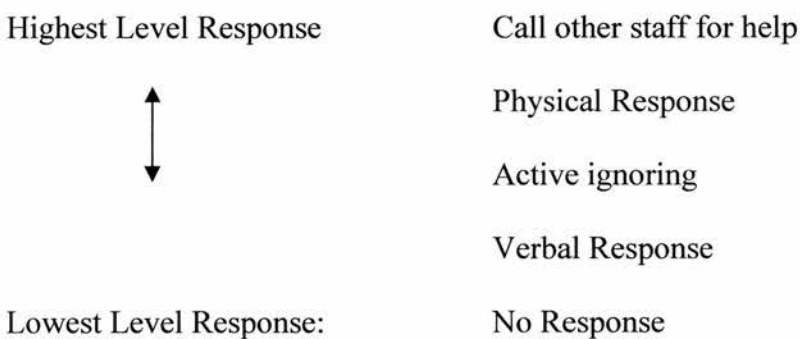 Highest Level Response Call other staff for help
Physical Response
Active ignoring
Verbal Response
Lowest Level Response: No Response